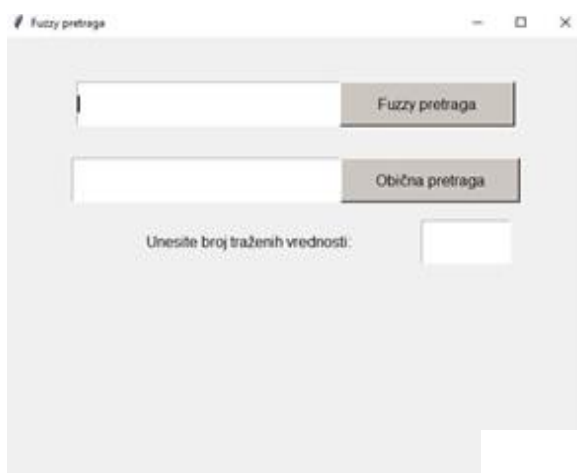 Fuzzy pretraga
Fuzzy pretraga
Obična pretraga
Unesite broj traženih vrednosti: